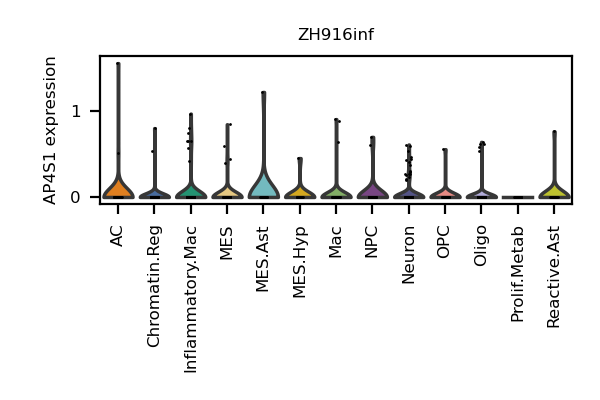 ZH916inf
AP4S1 expression
1
0
AC
Chromatin.Reg
Inflammatory.Mac
MES
MES.Ast
MES.Hyp
Mac
NPC
Neuron
OPC
Oligo
Prolif.Metab
Reactive.Ast